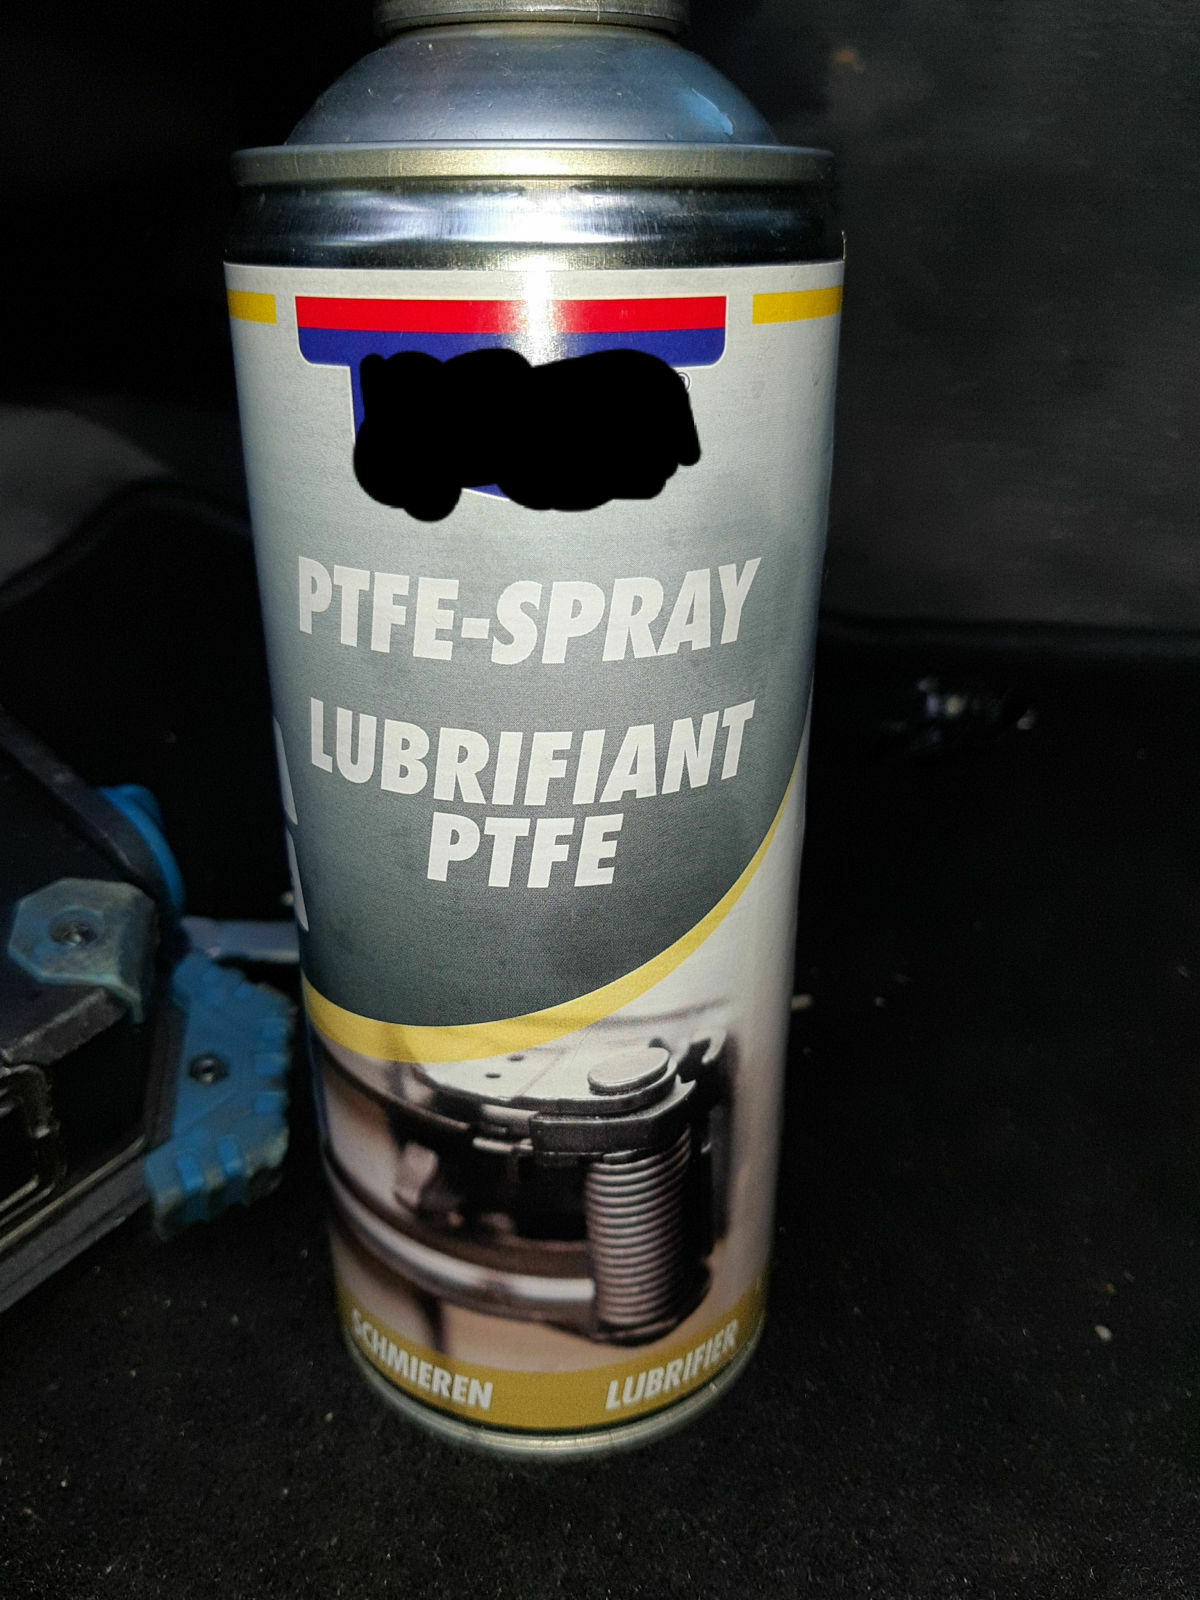 ®
PTFE-SPRAY
LUBRIFIANT
PTFE
SCHMIEREN
LUBRIFIER